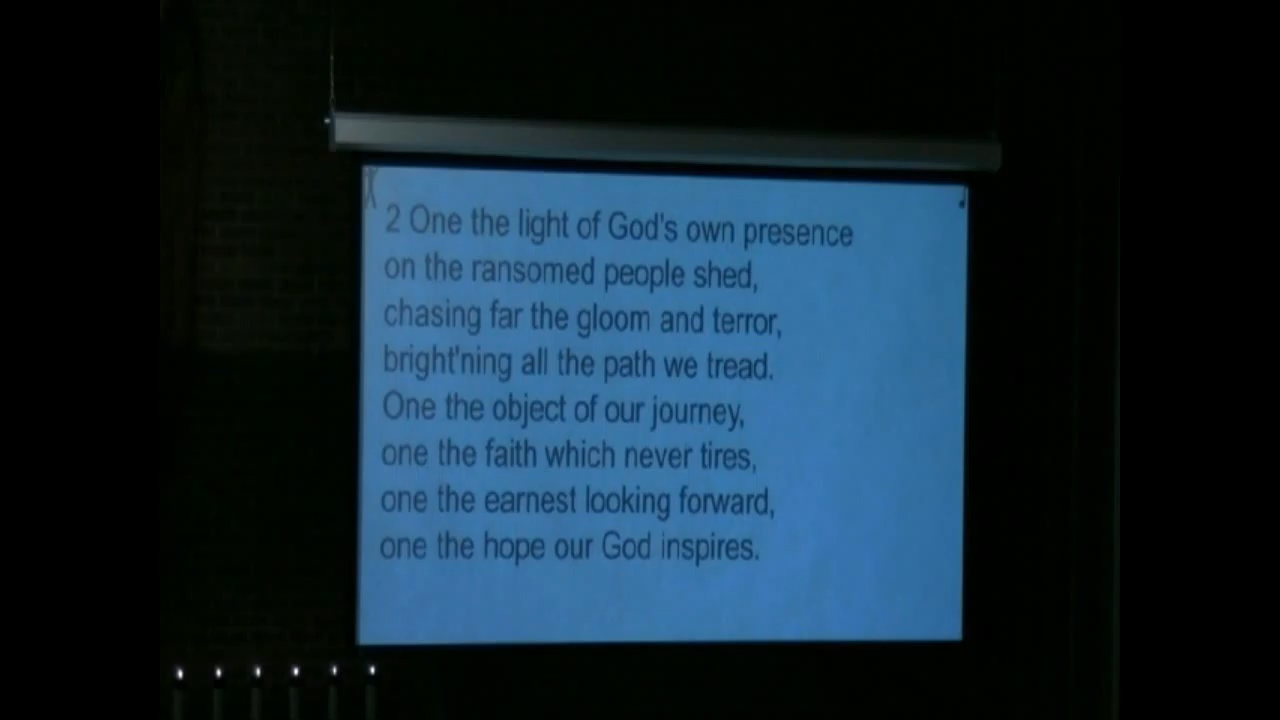 2 One the light of God's own presence
on the ransomed people shed,
chasing far the gloom and terror,
bright'ning all the path we tread.
One the object of our journey,
one the faith which never tires,
one the earnest looking forward,
one the hope our God inspires.